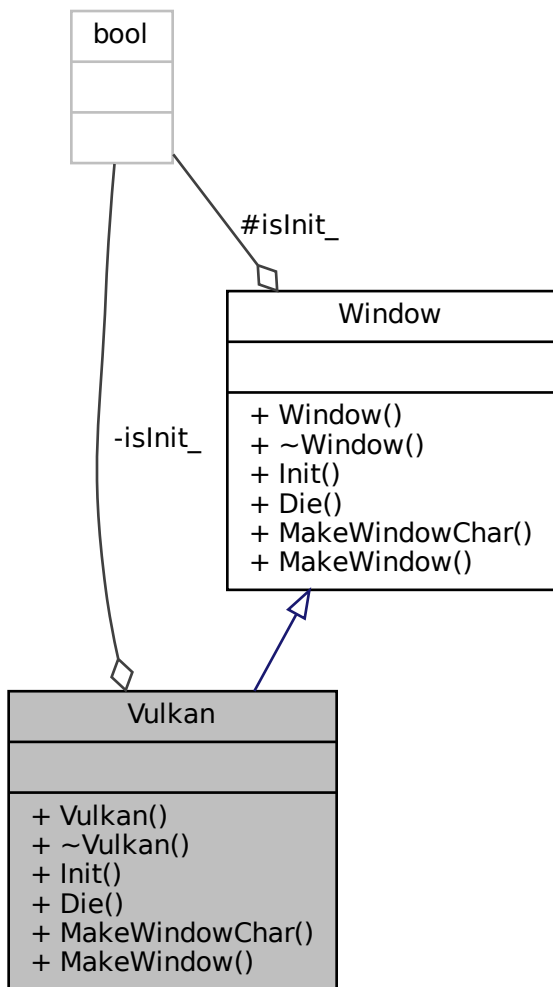 bool
#isInit_
Window
+ Window()
+ ~Window()
+ Init()
+ Die()
+ MakeWindowChar()
+ MakeWindow()
-isInit_
Vulkan
+ Vulkan()
+ ~Vulkan()
+ Init()
+ Die()
+ MakeWindowChar()
+ MakeWindow()